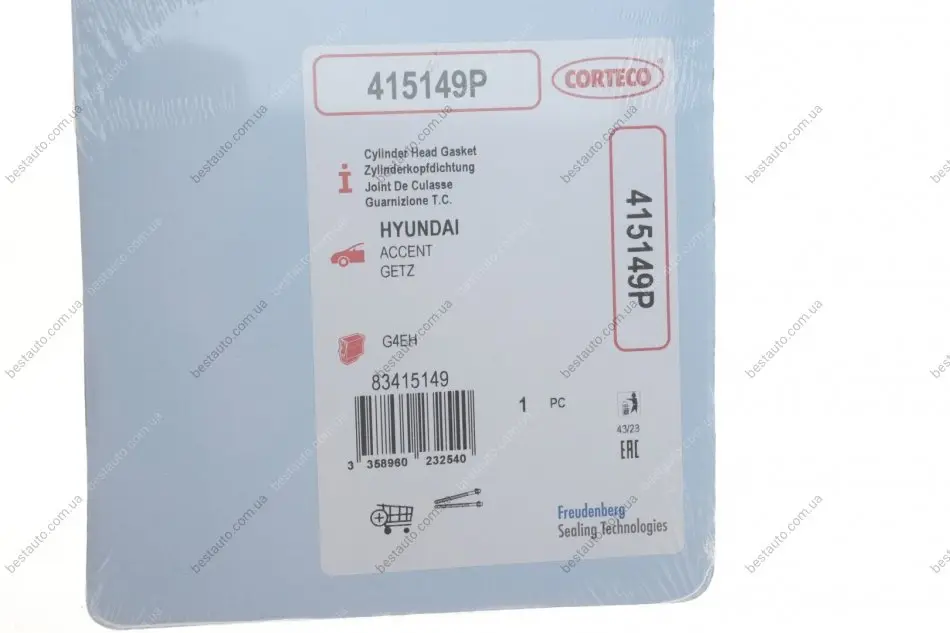 415149P
CORTECO
Cylinder Head Gasket
Zylinderkopfdichtung
Joint De Culasse
Guarnizione T.C.
HYUNDAI
ACCENT
GETZ
415149P
G4EH
83415149
1 PC
3 358960 232540
43/23
EAC
Freudenberg
Sealing Technologies
bestauto.com.ua